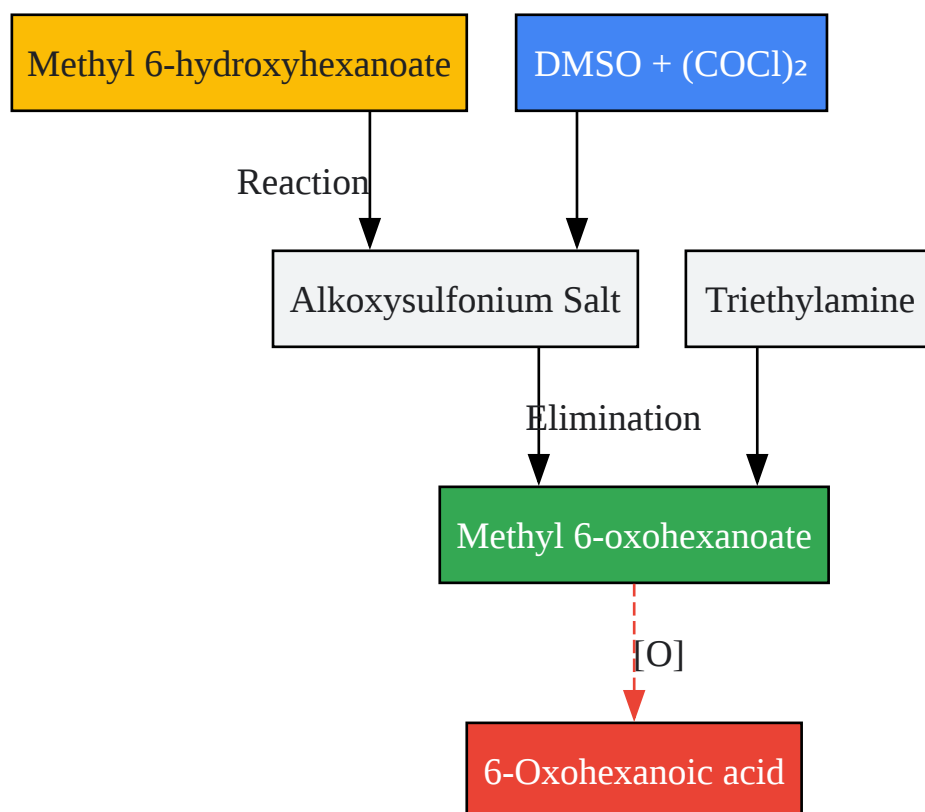 Methyl 6-hydroxyhexanoate
DMSO + (COCl)₂
Reaction
Alkoxysulfonium Salt
Triethylamine
Elimination
Methyl 6-oxohexanoate
[O]
6-Oxohexanoic acid